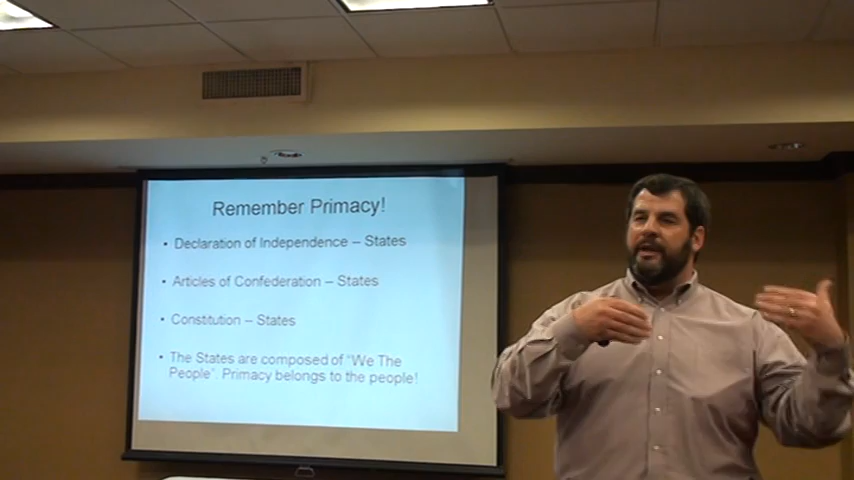 Remember Primacy!
• Declaration of Independence – States
• Articles of Confederation – States
• Constitution – States
• The States are composed of "We The
People". Primacy belongs to the people!